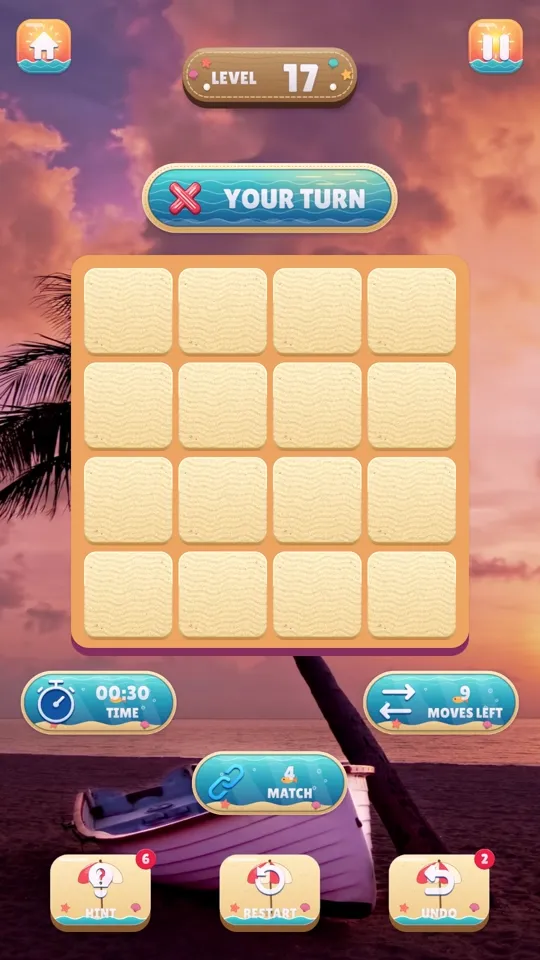 LEVEL 17
YOUR TURN
00:30
TIME
9
MOVES LEFT
4
MATCH
6
2
HINT
RESTART
UNDO